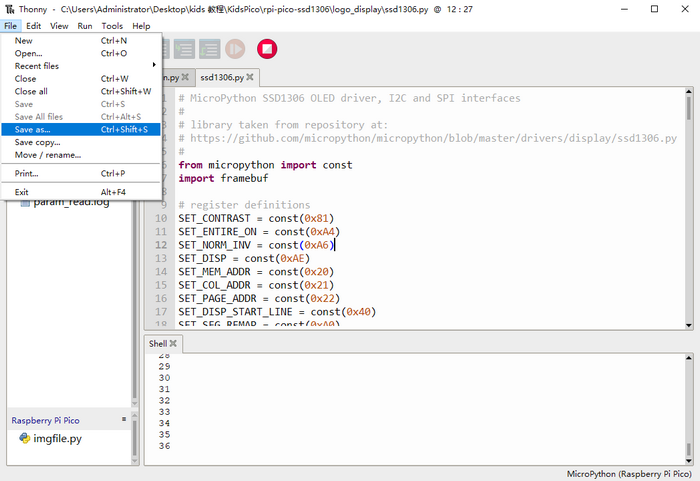 Thonny - C:\Users\Administrator\Desktop\kids 教程\KidsPico\rpi-pico-ssd1306\logo_display\ssd1306.py @ 12 : 27
File Edit View Run Tools Help
New Ctrl+N
Open... Ctrl+O
Recent files
Close Ctrl+W
Close all Ctrl+Shift+W
Save Ctrl+S
Save All files Ctrl+Alt+S
Save as... Ctrl+Shift+S
Save copy...
Move / rename...
Print... Ctrl+P
Exit Alt+F4
param_read.log
Raspberry Pi Pico
imgfile.py
n.py ssd1306.py
# MicroPython SSD1306 OLED driver, I2C and SPI interfaces
#
# library taken from repository at:
# https://github.com/micropython/micropython/blob/master/drivers/display/ssd1306.py
#
from micropython import const
import framebuf
# register definitions
10 SET_CONTRAST = const(0x81)
11 SET_ENTIRE_ON = const(0xA4)
12 SET_NORM_INV = const(0xA6)
13 SET_DISP = const(0xAE)
14 SET_MEM_ADDR = const(0x20)
15 SET_COL_ADDR = const(0x21)
16 SET_PAGE_ADDR = const(0x22)
17 SET_DISP_START_LINE = const(0x40)
18 SET_SEG_REMAP = const(0xA0)
Shell
28
29
30
31
32
33
34
35
36
MicroPython (Raspberry Pi Pico)